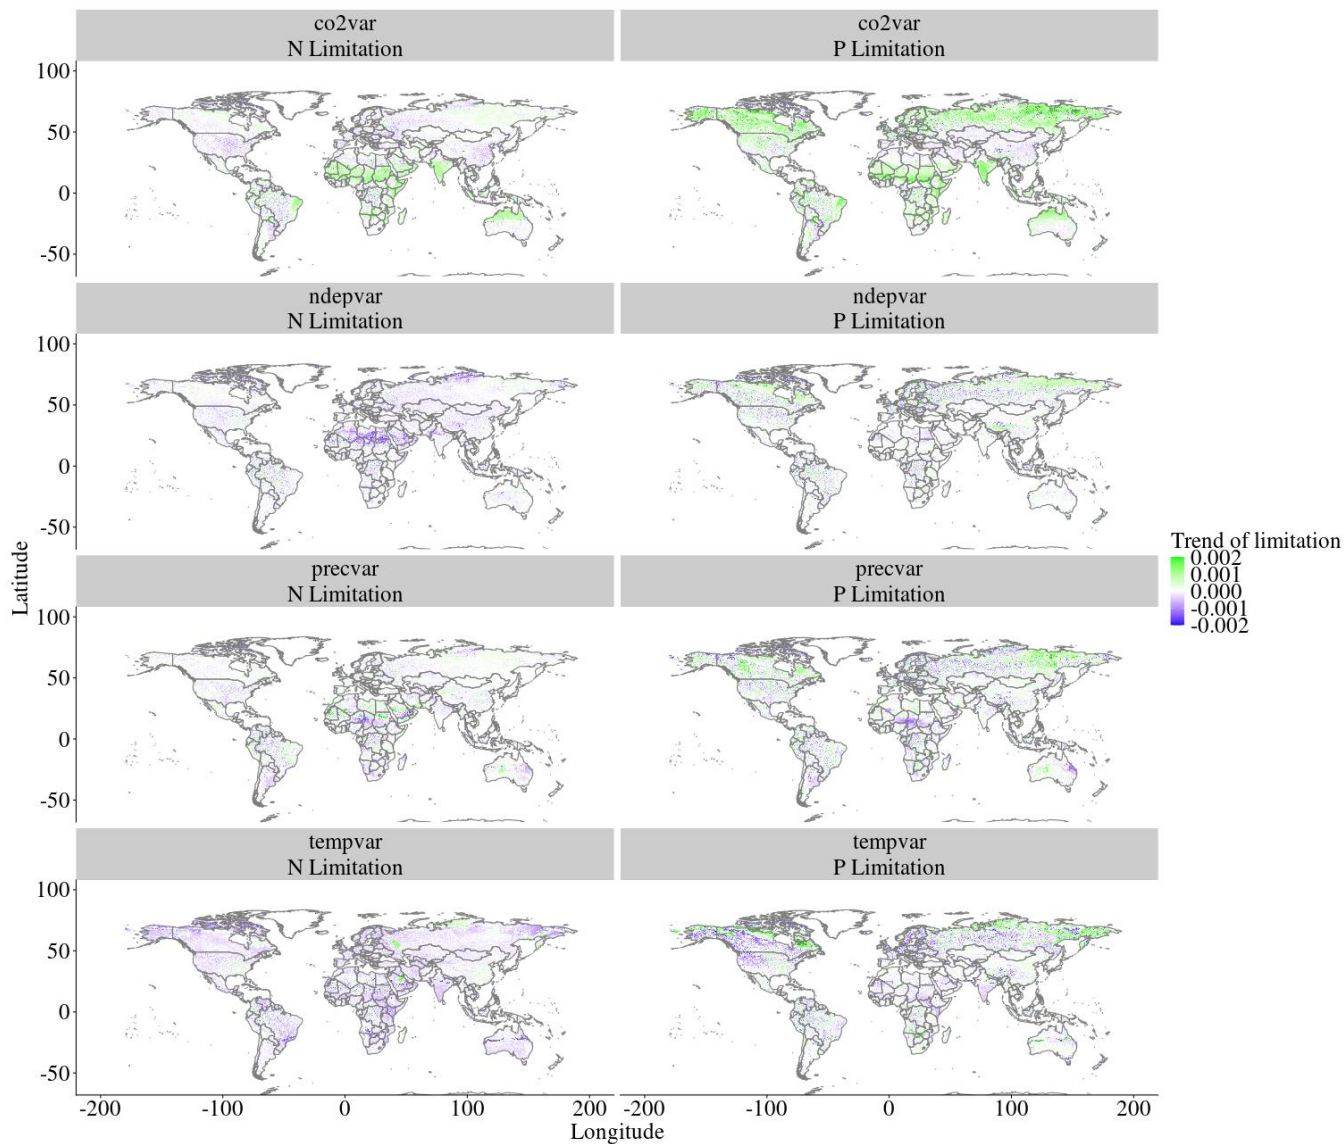 co2var
N Limitation
co2var
P Limitation
100
50
0
-50
ndepvar
N Limitation
ndepvar
P Limitation
100
50
0
-50
precvar
N Limitation
precvar
P Limitation
100
50
0
-50
tempvar
N Limitation
tempvar
P Limitation
100
50
0
-50
-200 -100 0 100 200 -200 -100 0 100 200
Longitude
Latitude
Trend of limitation
0.002
0.001
0.000
-0.001
-0.002